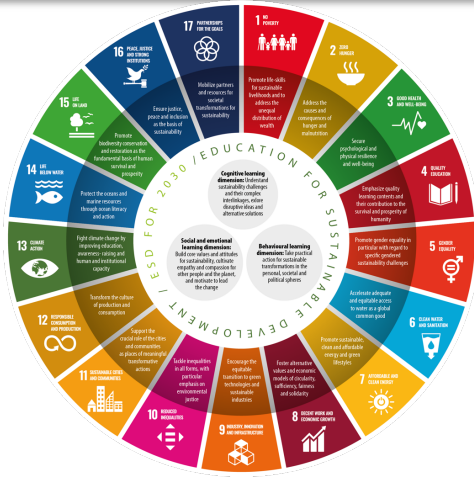 1 NO
POVERTY
Promote life-skills
for sustainable
livelihoods and to
address the
unequal
distribution of
wealth
2 ZERO
HUNGER
Address the
causes and
consequences of
hunger and
malnutrition
3 GOOD HEALTH
AND WELL-BEING
Secure
psychological and
physical resilience
and well-being
4 QUALITY
EDUCATION
Emphasize quality
learning contents and
their contribution to the
survival and prosperity of
humanity
5 GENDER
EQUALITY
Promote gender equality in
particular with regard to
specific gendered
sustainability challenges
6 CLEAN WATER
AND SANITATION
Accelerate adequate
and equitable access
to water as a global
common good
7 AFFORDABLE AND
CLEAN ENERGY
Promote sustainable,
clean and affordable
energy and green
lifestyles
8 DECENT WORK AND
ECONOMIC GROWTH
Foster alternative
values and economic
models of circularity,
sufficiency, fairness
and solidarity
9 INDUSTRY, INNOVATION
AND INFRASTRUCTURE
Encourage the
equitable
transition to green
technologies and
sustainable
industries
10 REDUCED
INEQUALITIES
Tackle inequalities
in all forms, with
particular
emphasis on
environmental
justice
11 SUSTAINABLE CITIES
AND COMMUNITIES
Support the
crucial role of the cities
and communities
as places of meaningful
transformative
actions
12 RESPONSIBLE
CONSUMPTION
AND PRODUCTION
Transform the culture
of production and
consumption
13 CLIMATE
ACTION
Fight climate change by
improving education,
awareness-raising and
human and institutional
capacity
14 LIFE
BELOW WATER
Protect the oceans and
marine resources
through ocean literacy
and action
15 LIFE
ON LAND
Promote
biodiversity conservation
and restoration as the
fundamental basis of human
survival and
prosperity
16 PEACE, JUSTICE
AND STRONG
INSTITUTIONS
Ensure justice,
peace and inclusion
as the basis of
sustainability
17 PARTNERSHIPS
FOR THE GOALS
Mobilize partners
and resources for
societal
transformations for
sustainability
ESD FOR 2030 / EDUCATION FOR SUSTAINABLE DEVELOPMENT /
Cognitive learning
dimension: Understand
sustainability challenges
and their complex
interlinkages, exlore
disruptive ideas and
alternative solutions
Social and emotional
learning dimension:
Build core values and attitudes
for sustainability, cultivate
empathy and compassion for
other people and the planet,
and motivate to lead
the change
Behavioural learning
dimension: Take practical
action for sustainable
transformations in the
personal, societal and
political spheres